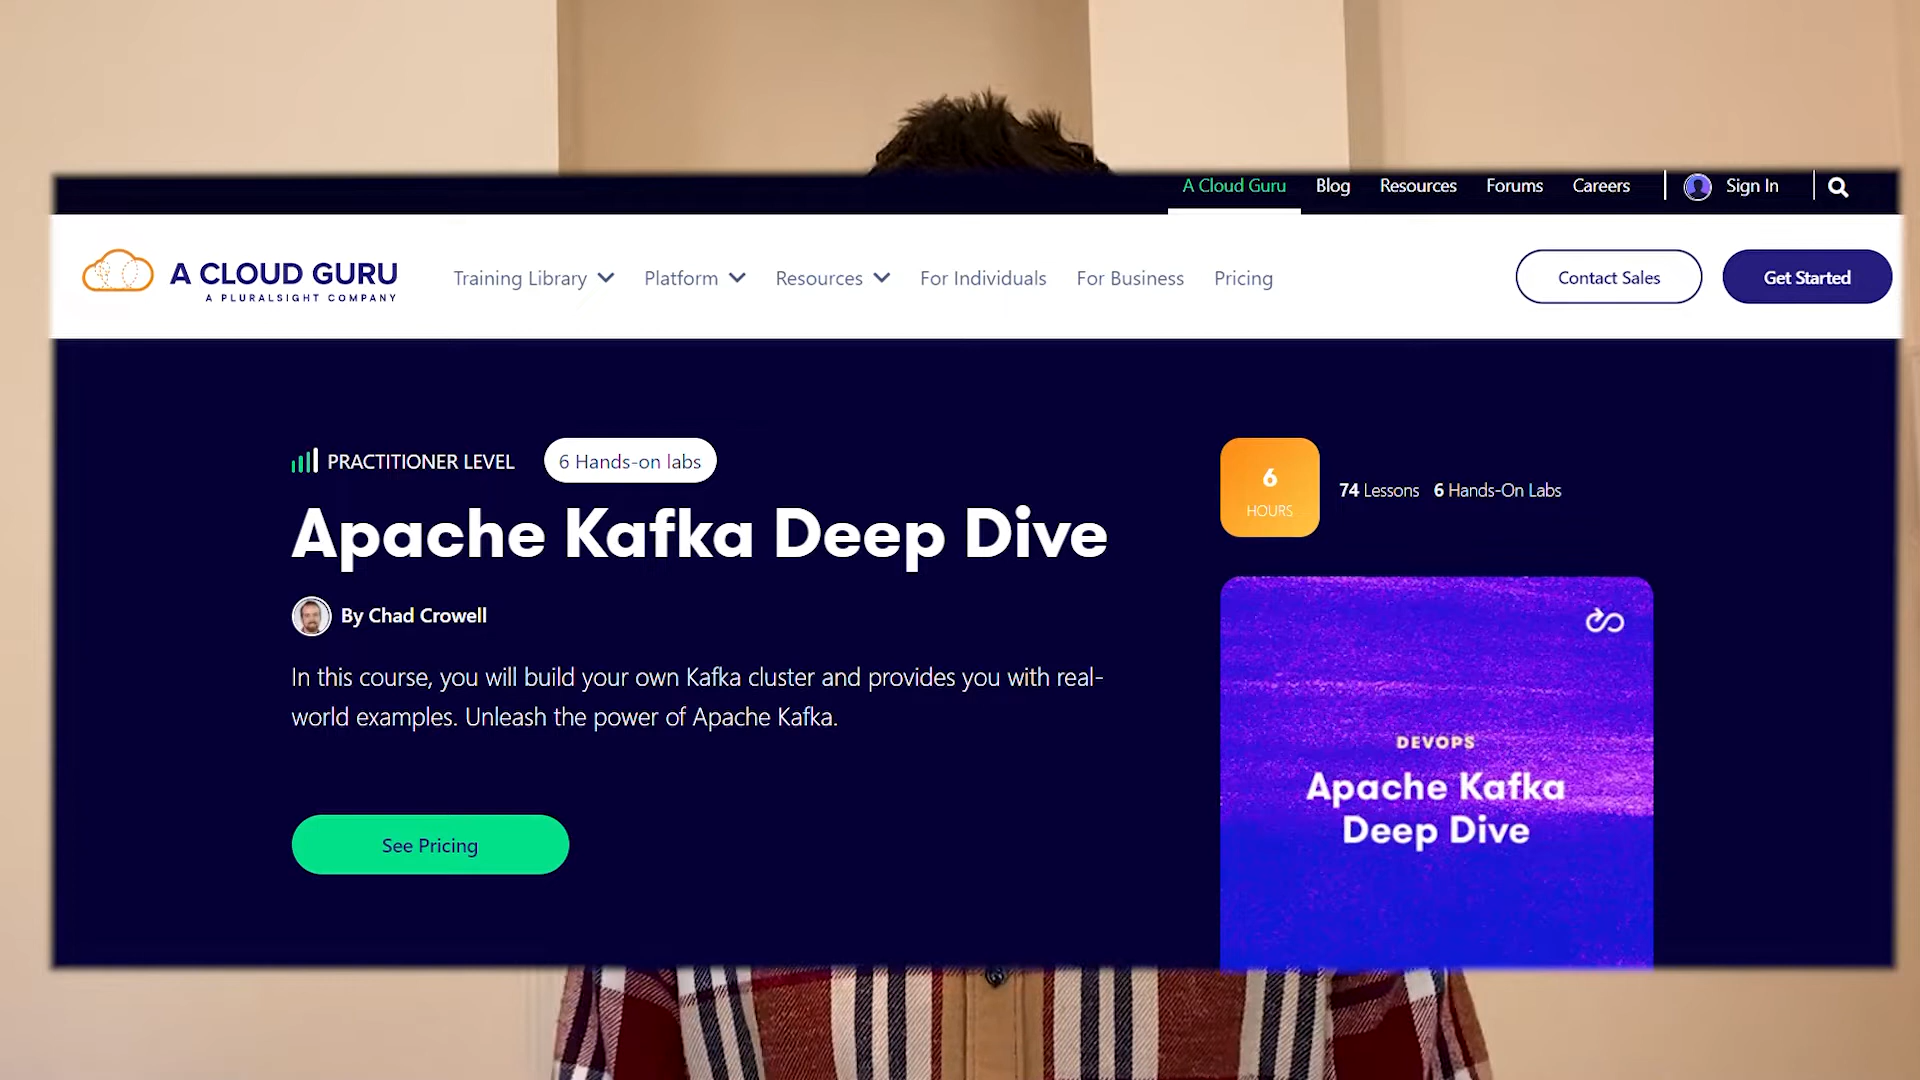 A Cloud Guru Blog Resources Forums Careers Sign In
A CLOUD GURU
A PLURALSIGHT COMPANY
Training Library Platform Resources For Individuals For Business Pricing
Contact Sales Get Started
PRACTITIONER LEVEL 6 Hands-on labs
Apache Kafka Deep Dive
By Chad Crowell
In this course, you will build your own Kafka cluster and provides you with real-
world examples. Unleash the power of Apache Kafka.
See Pricing
6
HOURS
74 Lessons 6 Hands-On Labs
DEVOPS
Apache Kafka
Deep Dive